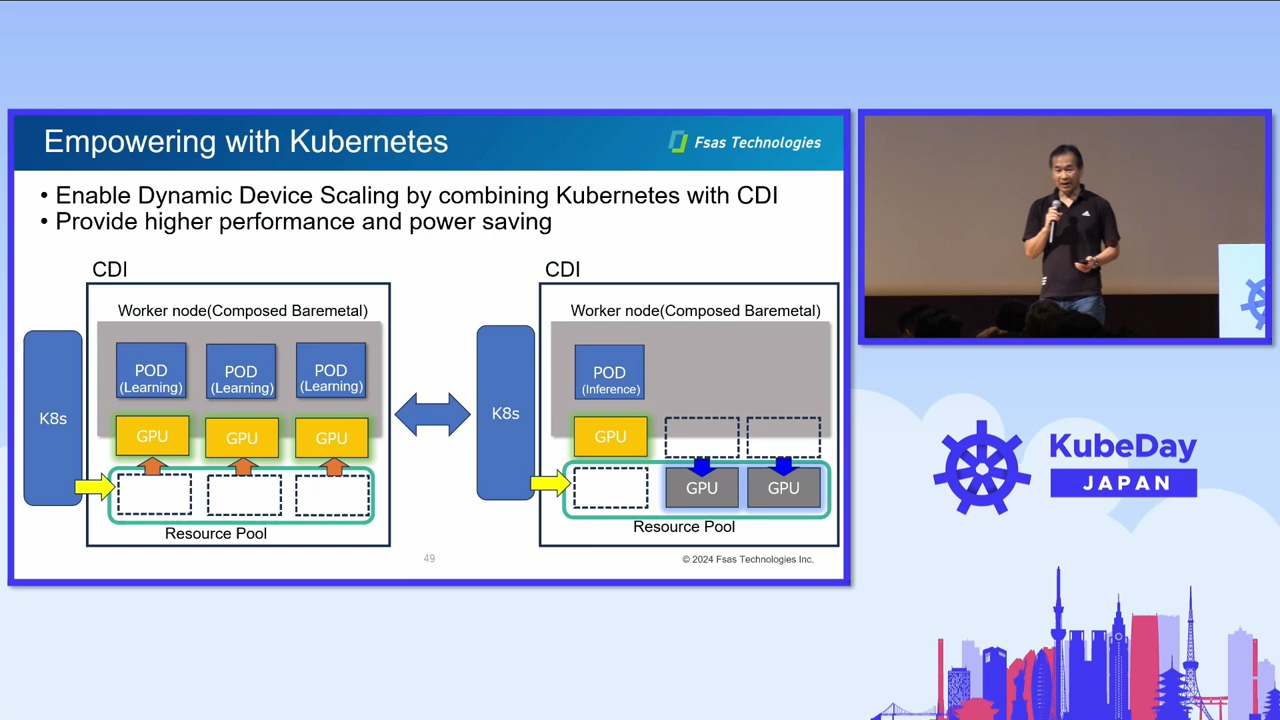 Empowering with Kubernetes
Fsas Technologies
• Enable Dynamic Device Scaling by combining Kubernetes with CDI
• Provide higher performance and power saving
CDI
Worker node(Composed Baremetal)
K8s
POD
(Learning)
POD
(Learning)
POD
(Learning)
GPU
GPU
GPU
Resource Pool
CDI
Worker node(Composed Baremetal)
K8s
POD
(Inference)
GPU
GPU
GPU
Resource Pool
49
© 2024 Fsas Technologies Inc.
KubeDay
JAPAN